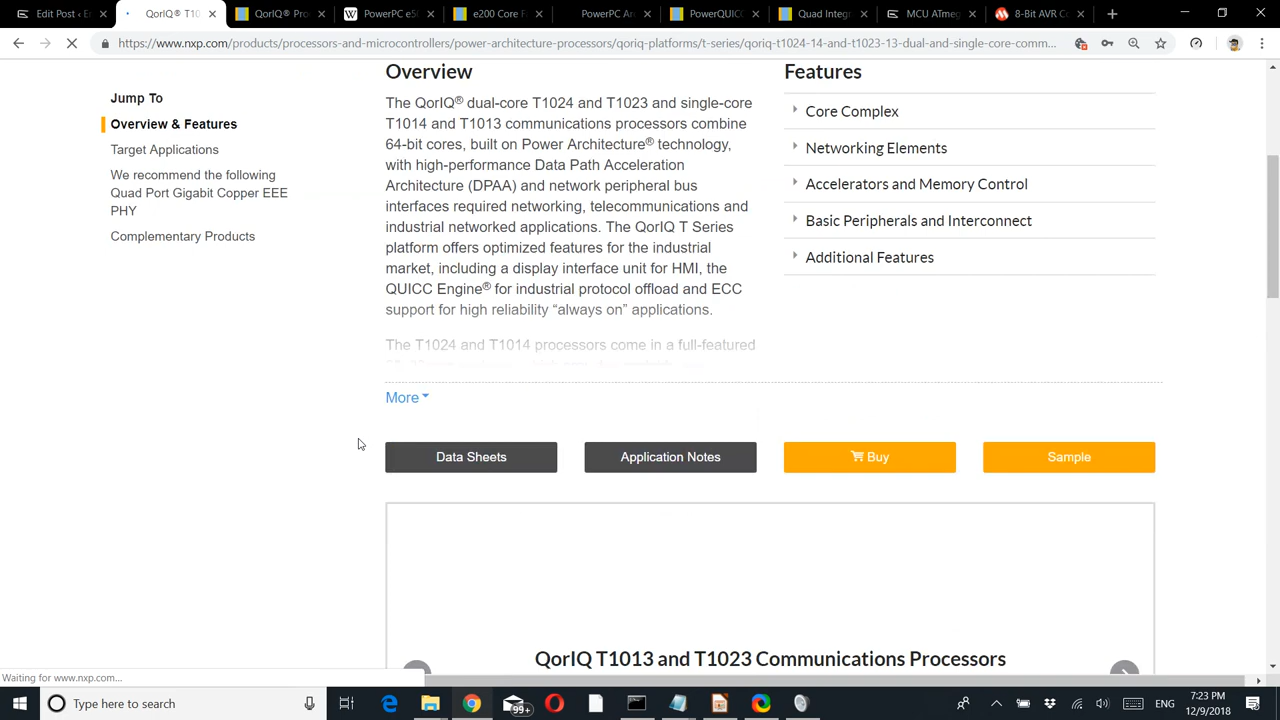 Edit Post ‹ En
QorIQ® T10
QorIQ® Pro
PowerPC e5
e200 Core F
PowerPC Arc
PowerQUICC
Quad Integr
MCU ATmeg
8-Bit AVR Co
https://www.nxp.com/products/processors-and-microcontrollers/power-architecture-processors/qoriq-platforms/t-series/qoriq-t1024-14-and-t1023-13-dual-and-single-core-comm...
Jump To
Overview & Features
Target Applications
We recommend the following
Quad Port Gigabit Copper EEE
PHY
Complementary Products
Overview
The QorIQ® dual-core T1024 and T1023 and single-core
T1014 and T1013 communications processors combine
64-bit cores, built on Power Architecture® technology,
with high-performance Data Path Acceleration
Architecture (DPAA) and network peripheral bus
interfaces required networking, telecommunications and
industrial networked applications. The QorIQ T Series
platform offers optimized features for the industrial
market, including a display interface unit for HMI, the
QUICC Engine® for industrial protocol offload and ECC
support for high reliability “always on” applications.
The T1024 and T1014 processors come in a full-featured
More
Features
Core Complex
Networking Elements
Accelerators and Memory Control
Basic Peripherals and Interconnect
Additional Features
Data Sheets
Application Notes
Buy
Sample
QorIQ T1013 and T1023 Communications Processors
Waiting for www.nxp.com...
Type here to search
99+
ENG
7:23 PM
12/9/2018